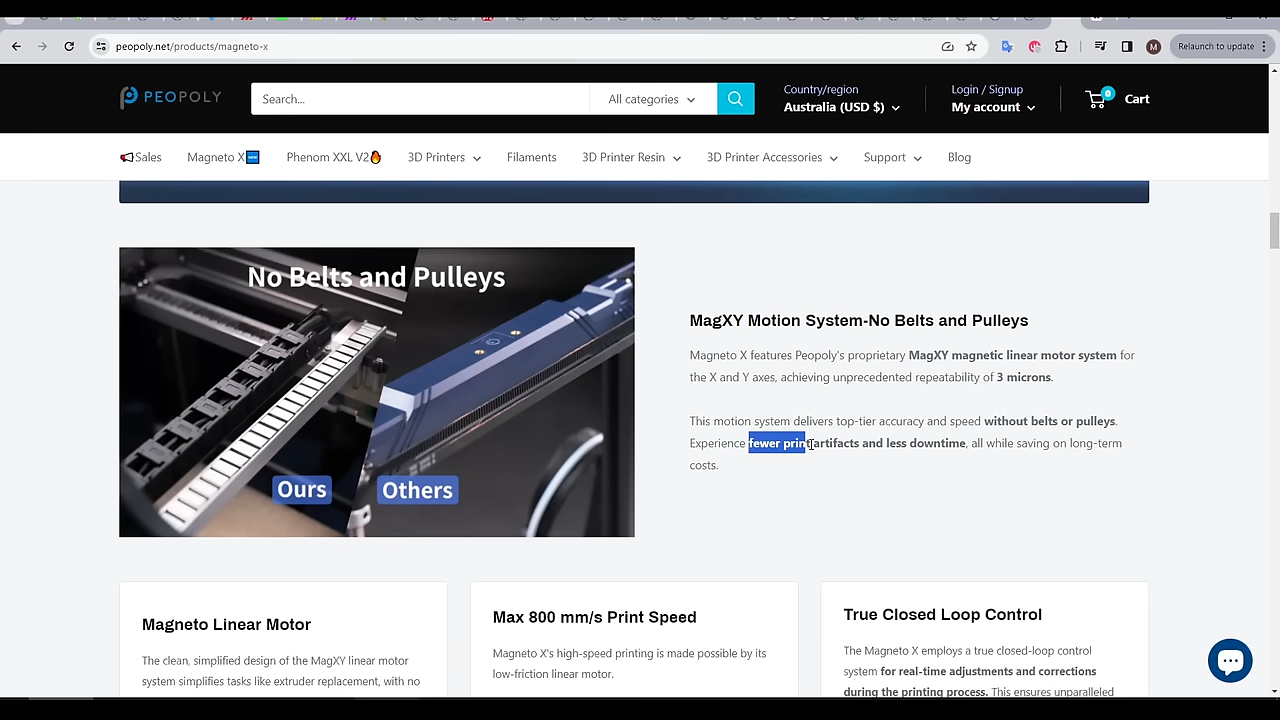 peopoly.net/products/magneto-x
M
Relaunch to update
PEOPOLY
Search...
All categories
Country/region
Australia (USD $)
Login / Signup
My account
0
Cart
Sales
Magneto X
NEW
Phenom XXL V2
3D Printers
Filaments
3D Printer Resin
3D Printer Accessories
Support
Blog
No Belts and Pulleys
Ours
Others
MagXY Motion System-No Belts and Pulleys
Magneto X features Peopoly's proprietary MagXY magnetic linear motor system for
the X and Y axes, achieving unprecedented repeatability of 3 microns.
This motion system delivers top-tier accuracy and speed without belts or pulleys.
Experience fewer print artifacts and less downtime, all while saving on long-term
costs.
Magneto Linear Motor
The clean, simplified design of the MagXY linear motor
system simplifies tasks like extruder replacement, with no
Max 800 mm/s Print Speed
Magneto X's high-speed printing is made possible by its
low-friction linear motor.
True Closed Loop Control
The Magneto X employs a true closed-loop control
system for real-time adjustments and corrections
during the printing process. This ensures unparalleled